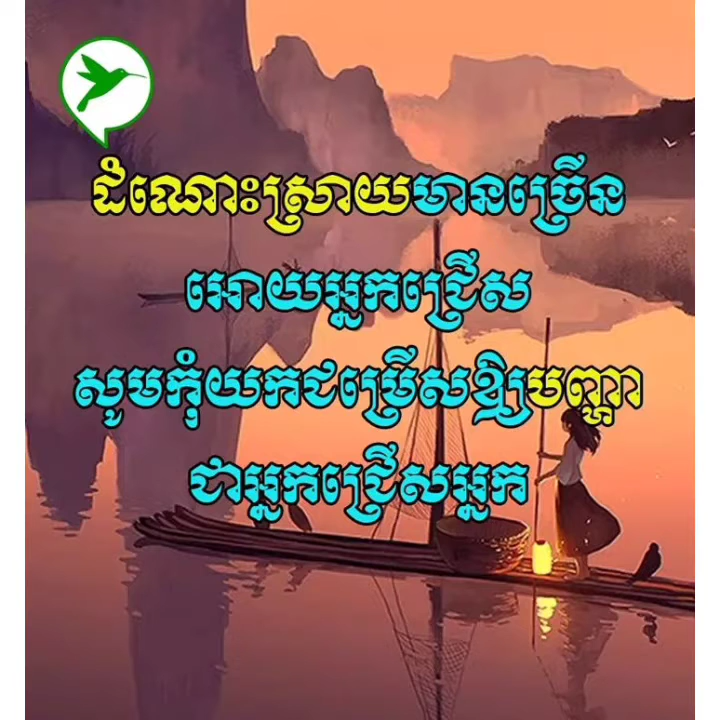 ដំណោះស្រាយមានច្រើន
អោយអ្នកជ្រើស
សូមកុំយកជម្រើសឱ្យបញ្ហា
ជាអ្នកជ្រើសអ្នក